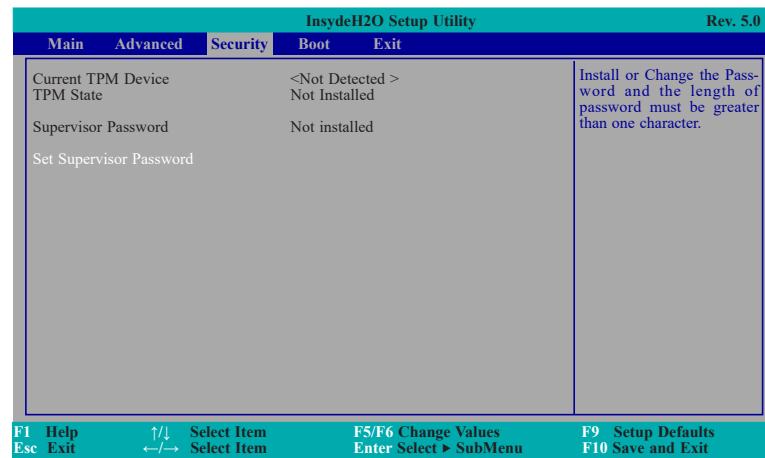 InsydeH2O Setup Utility Rev. 5.0
Main Advanced Security Boot Exit
Current TPM Device <Not Detected >
TPM State Not Installed
Supervisor Password Not installed
Set Supervisor Password
Install or Change the Pass-
word and the length of
password must be greater
than one character.
F1 Help ↑/↓ Select Item F5/F6 Change Values F9 Setup Defaults
Esc Exit ←/→ Select Item Enter Select ▶ SubMenu F10 Save and Exit